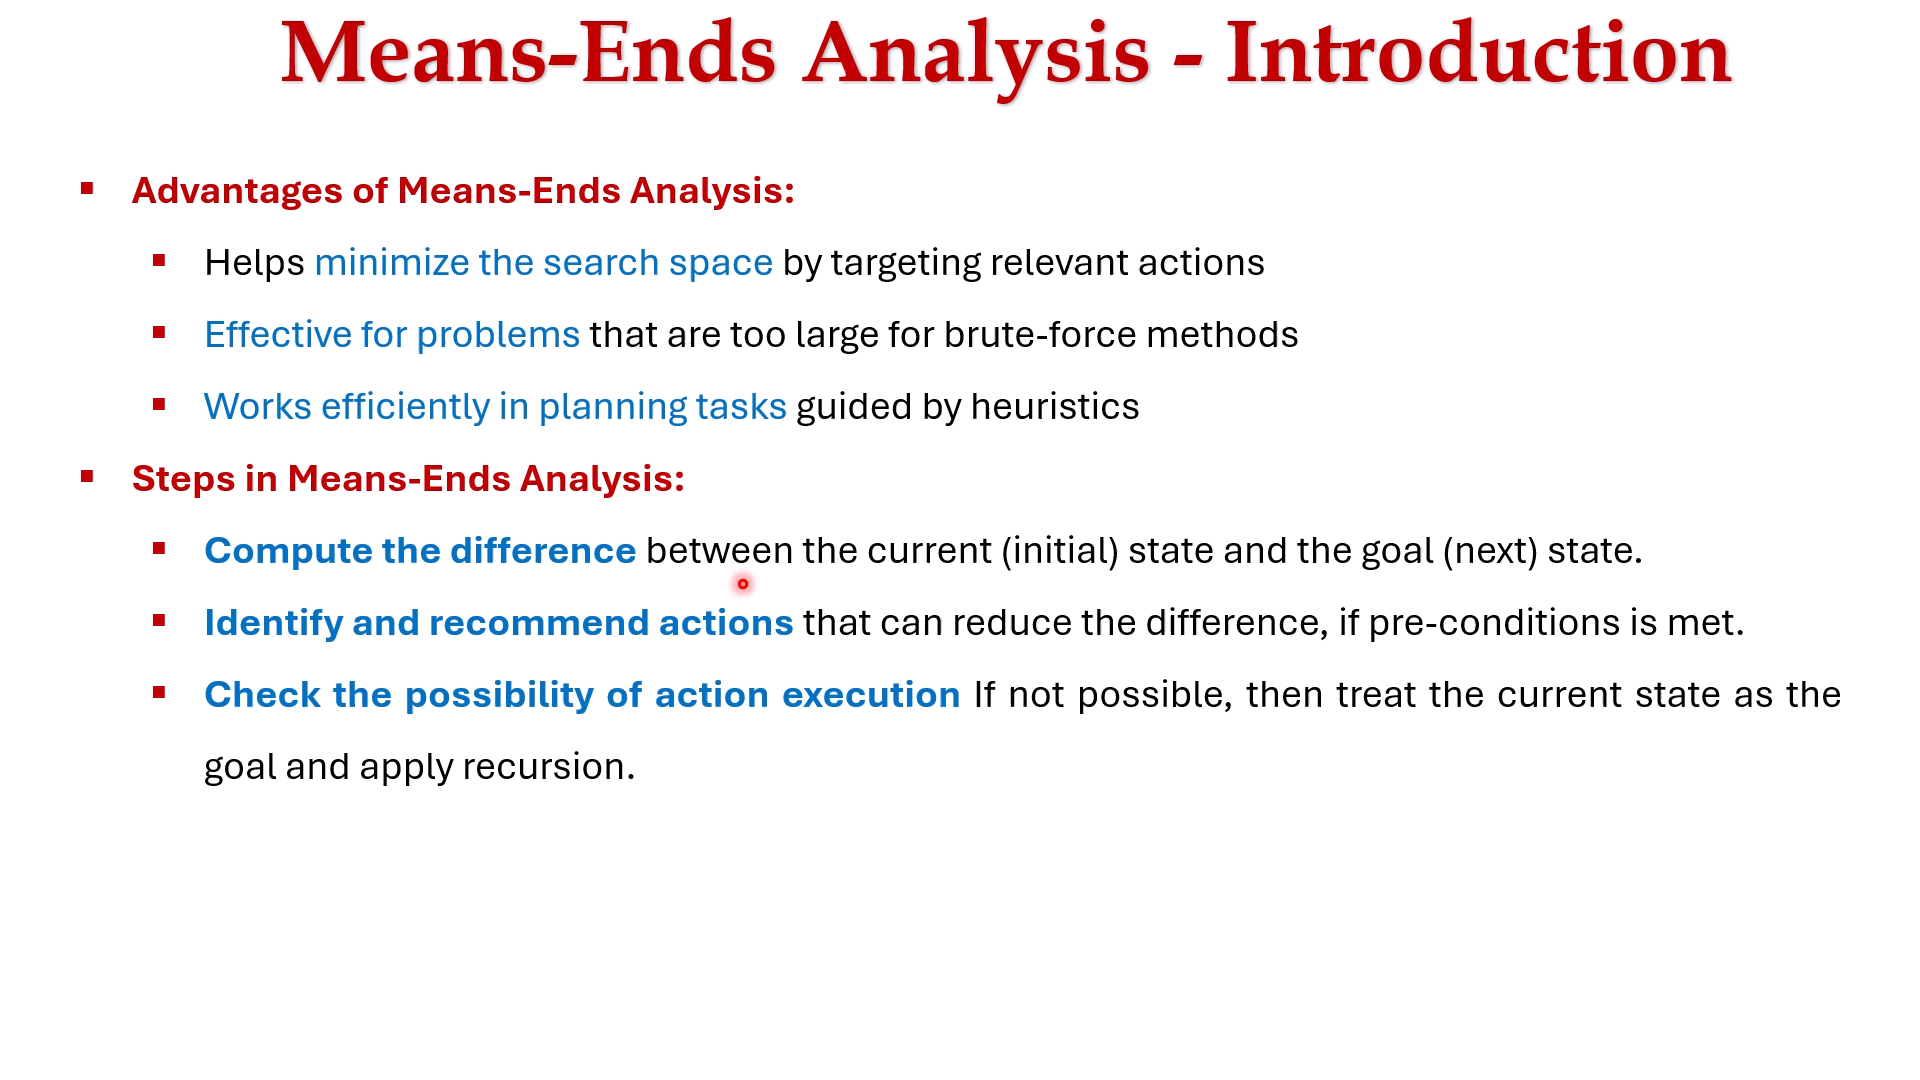 Means-Ends Analysis - Introduction
▪ Advantages of Means-Ends Analysis:
▪ Helps minimize the search space by targeting relevant actions
▪ Effective for problems that are too large for brute-force methods
▪ Works efficiently in planning tasks guided by heuristics
▪ Steps in Means-Ends Analysis:
▪ Compute the difference between the current (initial) state and the goal (next) state.
▪ Identify and recommend actions that can reduce the difference, if pre-conditions is met.
▪ Check the possibility of action execution If not possible, then treat the current state as the
goal and apply recursion.